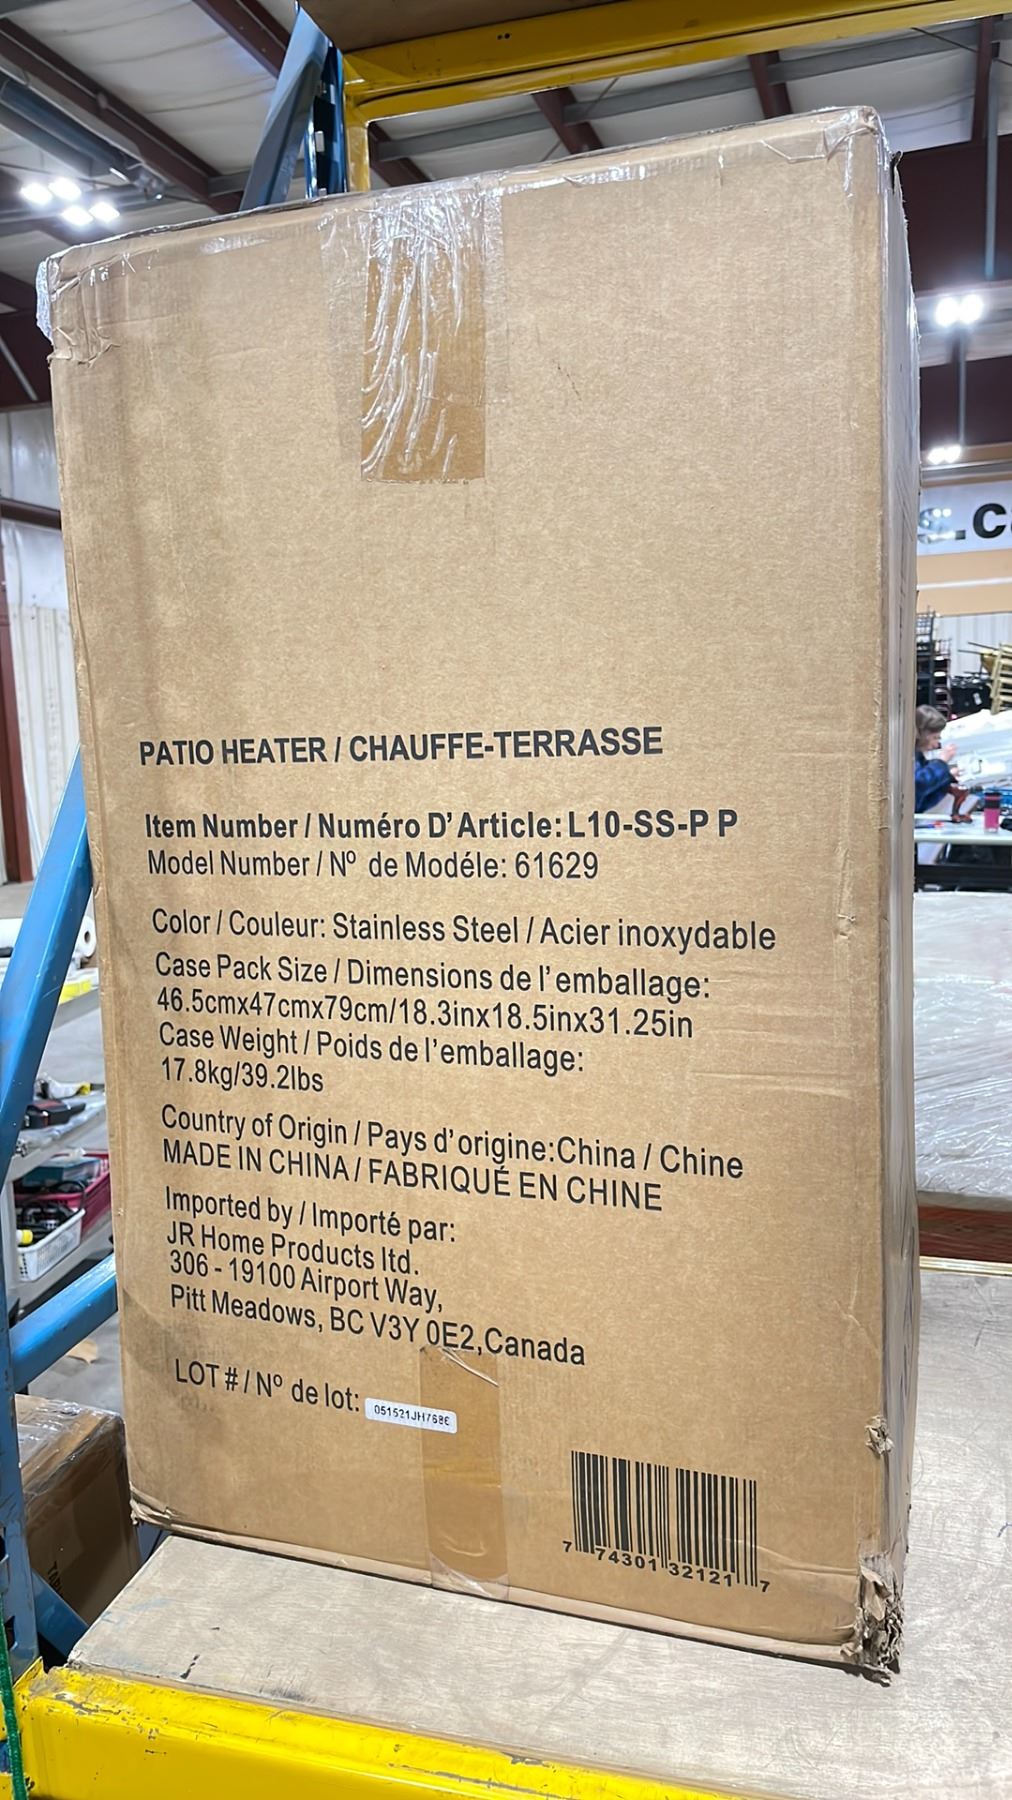 PATIO HEATER / CHAUFFE-TERRASSE
Item Number / Numéro D' Article: L10-SS-P P
Model Number / Nº de Modéle: 61629
Color / Couleur: Stainless Steel / Acier inoxydable
Case Pack Size / Dimensions de l'emballage:
46.5cmx47cmx79cm/18.3inx18.5inx31.25in
Case Weight / Poids de l'emballage:
17.8kg/39.2lbs
Country of Origin / Pays d'origine:China / Chine
MADE IN CHINA / FABRIQUÉ EN CHINE
Imported by / Importé par:
JR Home Products ltd.
306 - 19100 Airport Way,
Pitt Meadows, BC V3Y 0E2,Canada
LOT # / Nº de lot:
7 74301 32121 7